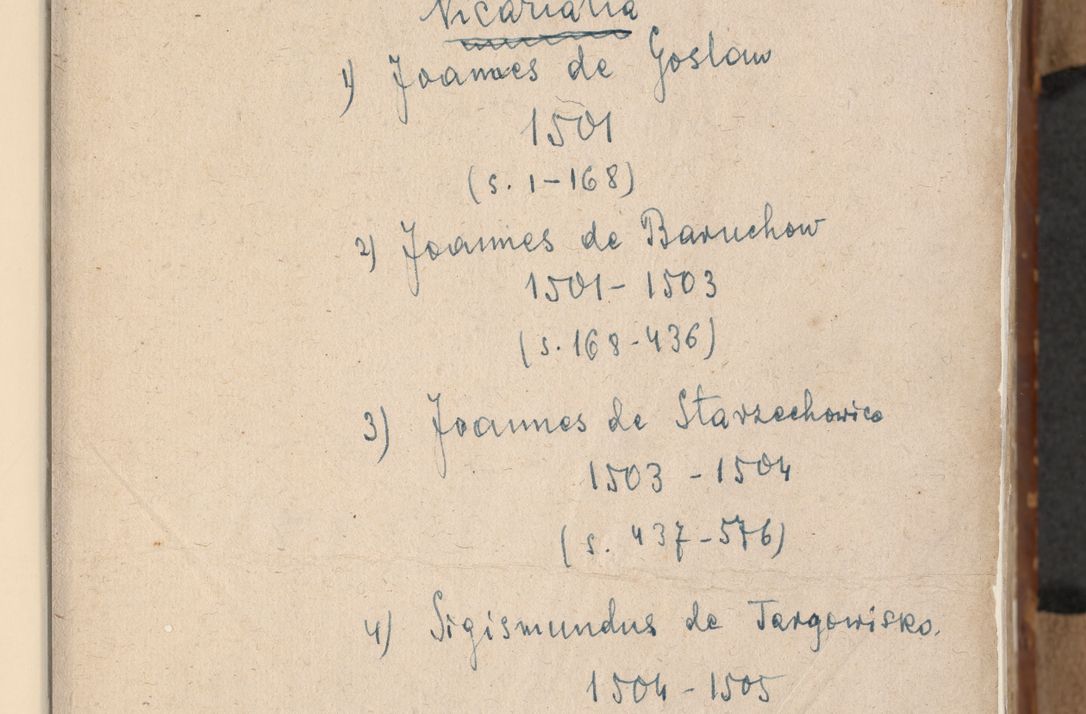 Vicariatia
1) Joannes de Goslaw
1501
(s. 1-168)
2) Joannes de Baruchow
1501-1503
(s. 168-436)
3) Joannes de Starzechowice
1503 - 1504
(s. 437-576)
4) Sigismundus de Targowisko.
1504-1505